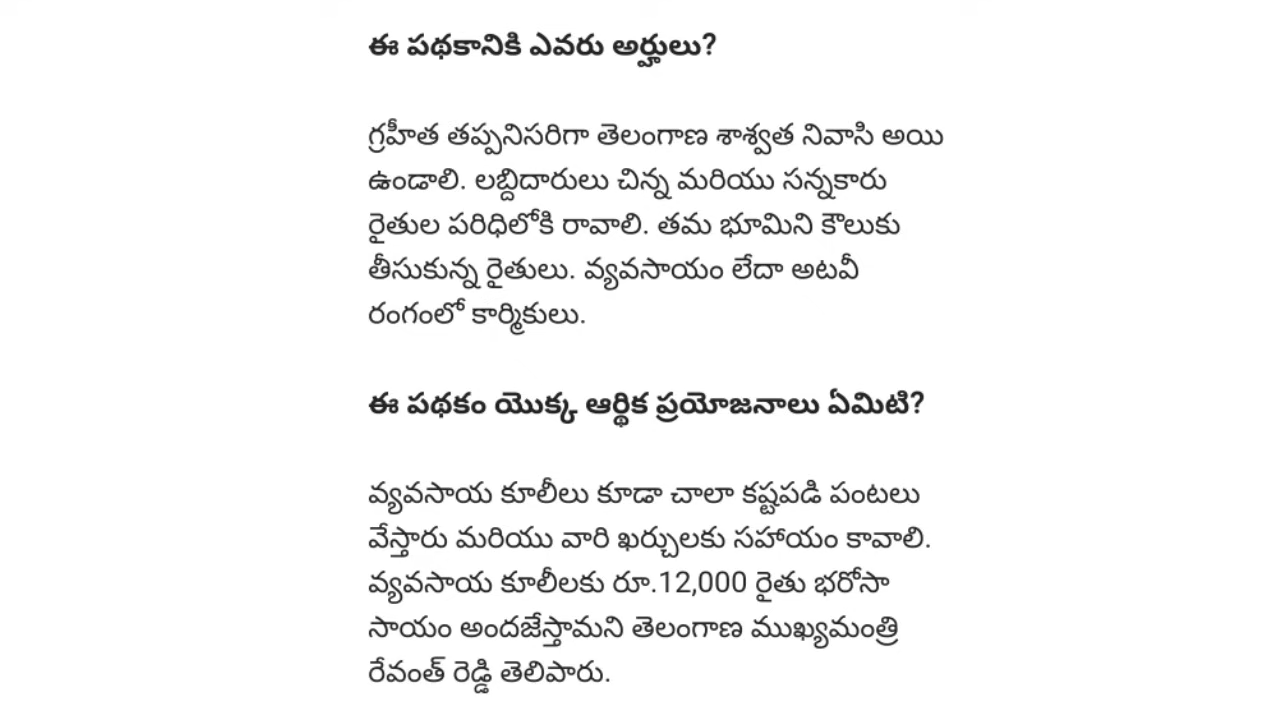 ఈ పథకానికి ఎవరు అర్హులు?
గ్రహీత తప్పనిసరిగా తెలంగాణ శాశ్వత నివాసి అయి
ఉండాలి. లబ్దిదారులు చిన్న మరియు సన్నకారు
రైతుల పరిధిలోకి రావాలి. తమ భూమిని కౌలుకు
తీసుకున్న రైతులు. వ్యవసాయం లేదా అటవీ
రంగంలో కార్మికులు.
ఈ పథకం యొక్క ఆర్థిక ప్రయోజనాలు ఏమిటి?
వ్యవసాయ కూలీలు కూడా చాలా కష్టపడి పంటలు
వేస్తారు మరియు వారి ఖర్చులకు సహాయం కావాలి.
వ్యవసాయ కూలీలకు రూ.12,000 రైతు భరోసా
సాయం అందజేస్తామని తెలంగాణ ముఖ్యమంత్రి
రేవంత్ రెడ్డి తెలిపారు.